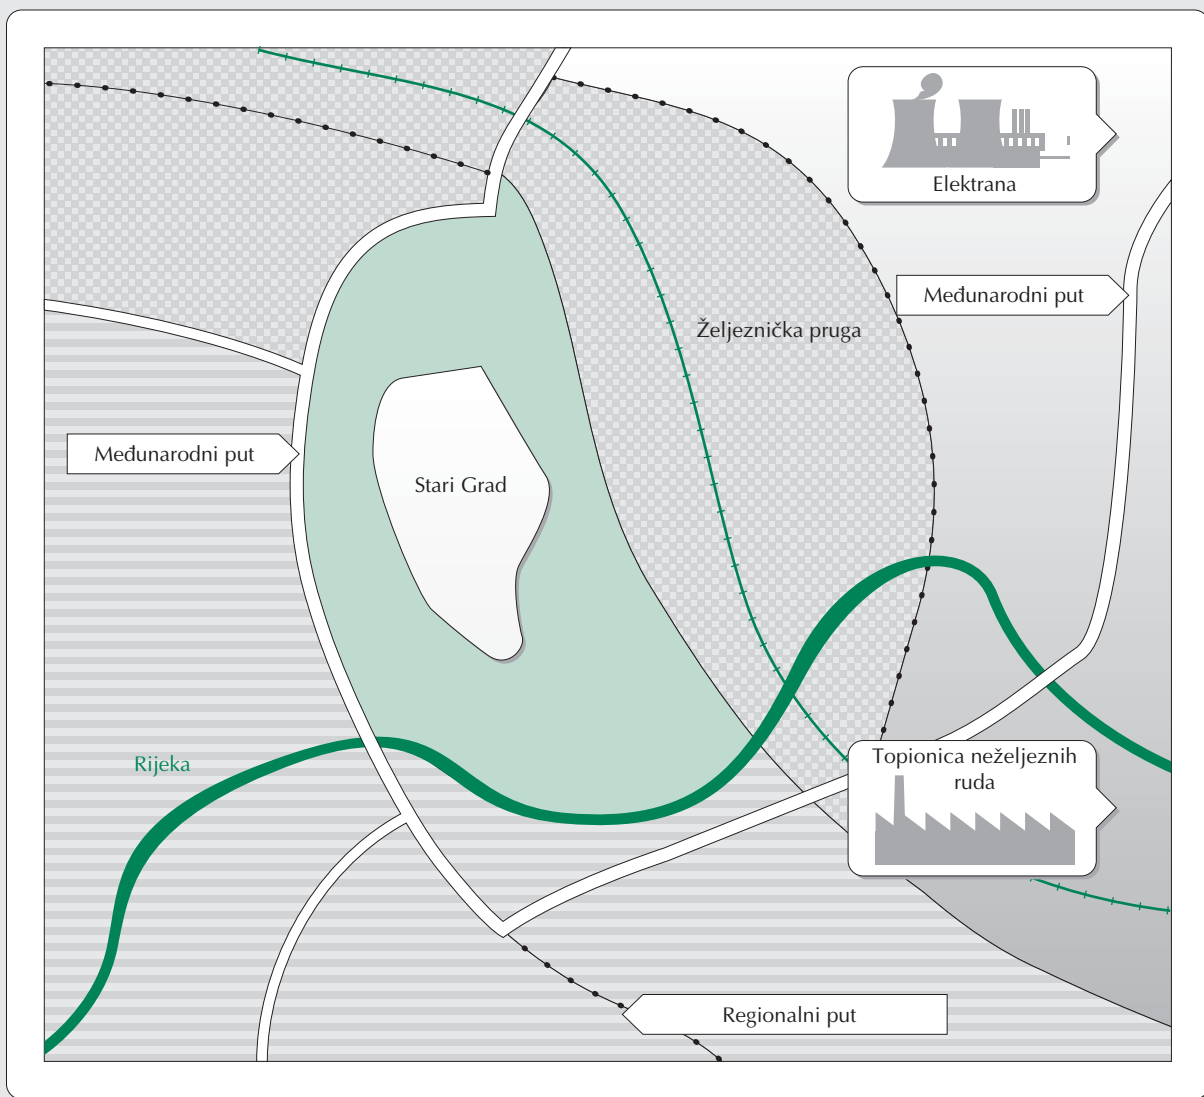 Elektrana
Međunarodni put
Željeznička pruga
Međunarodni put
Stari Grad
Rijeka
Topionica neželjeznih
ruda
Regionalni put